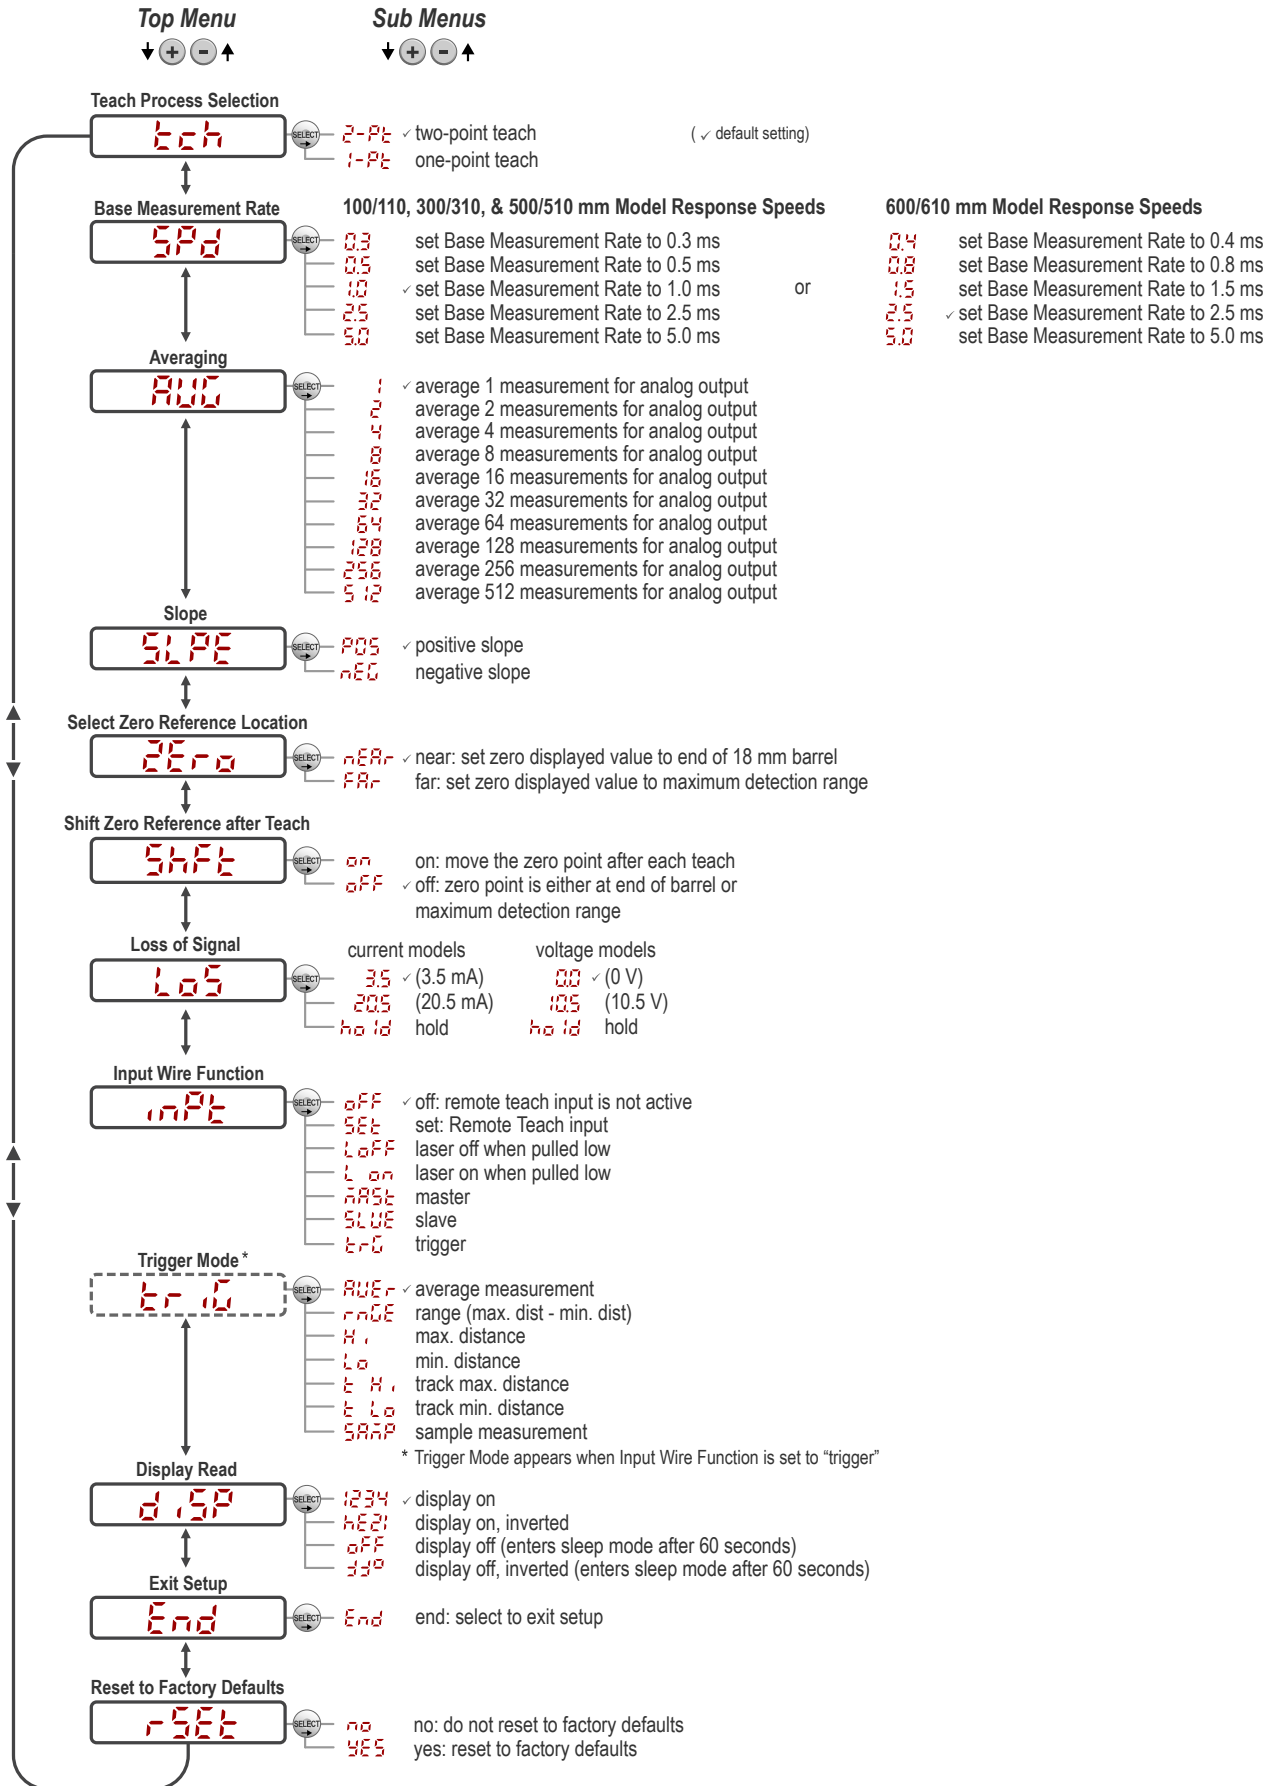 Top Menu Sub Menus
+ - + -
Teach Process Selection
tch SELECT 2-Pt ✓ two-point teach ( ✓ default setting)
1-Pt one-point teach
Base Measurement Rate 100/110, 300/310, & 500/510 mm Model Response Speeds 600/610 mm Model Response Speeds
SPd SELECT 0.3 set Base Measurement Rate to 0.3 ms 0.4 set Base Measurement Rate to 0.4 ms
0.5 set Base Measurement Rate to 0.5 ms 0.8 set Base Measurement Rate to 0.8 ms
1.0 ✓ set Base Measurement Rate to 1.0 ms or 1.5 set Base Measurement Rate to 1.5 ms
2.5 set Base Measurement Rate to 2.5 ms 2.5 ✓ set Base Measurement Rate to 2.5 ms
5.0 set Base Measurement Rate to 5.0 ms 5.0 set Base Measurement Rate to 5.0 ms
Averaging
AVG SELECT 1 ✓ average 1 measurement for analog output
2 average 2 measurements for analog output
4 average 4 measurements for analog output
8 average 8 measurements for analog output
16 average 16 measurements for analog output
32 average 32 measurements for analog output
64 average 64 measurements for analog output
128 average 128 measurements for analog output
256 average 256 measurements for analog output
512 average 512 measurements for analog output
Slope
SLPE SELECT POS ✓ positive slope
nEG negative slope
Select Zero Reference Location
ZEro SELECT nEAr ✓ near: set zero displayed value to end of 18 mm barrel
FAr far: set zero displayed value to maximum detection range
Shift Zero Reference after Teach
ShFt SELECT on on: move the zero point after each teach
oFF ✓ off: zero point is either at end of barrel or
maximum detection range
Loss of Signal current models voltage models
LoS SELECT 3.5 ✓ (3.5 mA) 0.0 ✓ (0 V)
20.5 (20.5 mA) 10.5 (10.5 V)
hold hold hold hold
Input Wire Function
inPt SELECT oFF ✓ off: remote teach input is not active
SEt set: Remote Teach input
LoFF laser off when pulled low
L on laser on when pulled low
mASt master
SLVE slave
trG trigger
Trigger Mode *
triG SELECT AVEr ✓ average measurement
rnGE range (max. dist - min. dist)
Hi max. distance
Lo min. distance
t Hi track max. distance
t Lo track min. distance
SAmP sample measurement
* Trigger Mode appears when Input Wire Function is set to “trigger”
Display Read
diSP SELECT 1234 ✓ display on
hEZ1 display on, inverted
oFF display off (enters sleep mode after 60 seconds)
display off, inverted (enters sleep mode after 60 seconds)
Exit Setup
End SELECT End end: select to exit setup
Reset to Factory Defaults
rSEt SELECT no no: do not reset to factory defaults
YES yes: reset to factory defaults